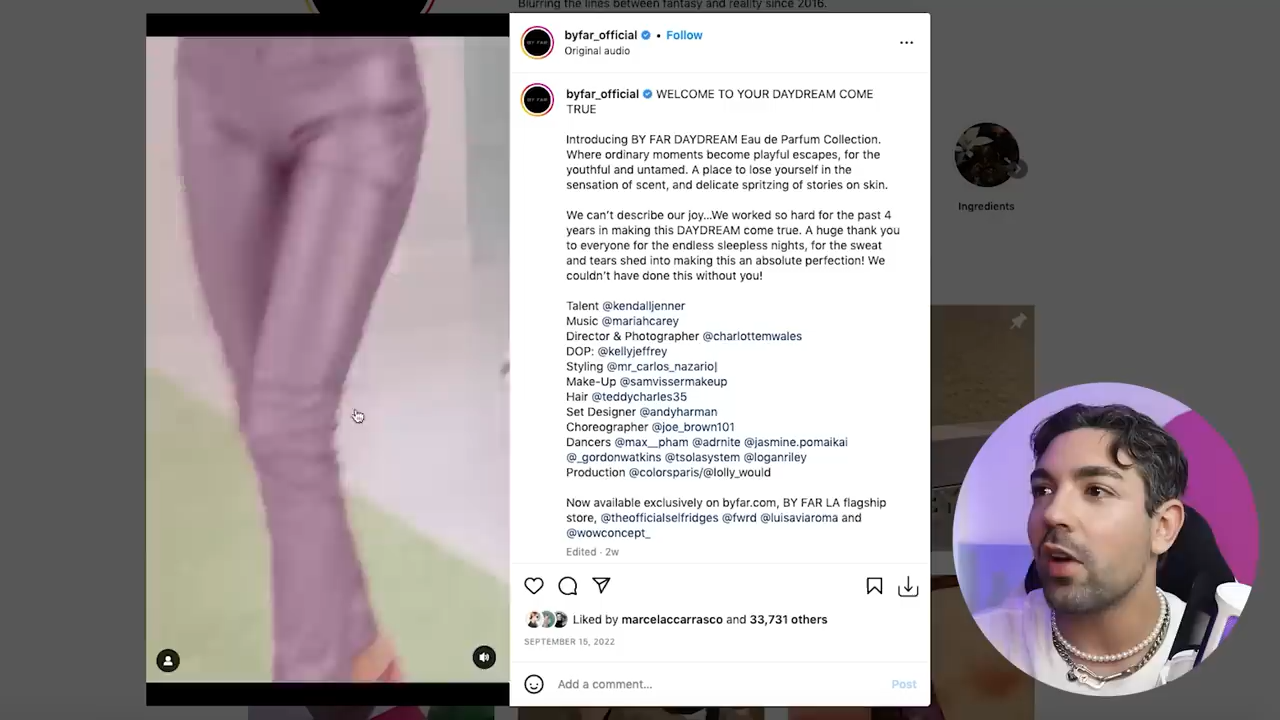 Blurring the lines between fantasy and reality since 2016.
BY FAR
byfar_official • Follow
Original audio
BY FAR
byfar_official WELCOME TO YOUR DAYDREAM COME
TRUE
Introducing BY FAR DAYDREAM Eau de Parfum Collection.
Where ordinary moments become playful escapes, for the
youthful and untamed. A place to lose yourself in the
sensation of scent, and delicate spritzing of stories on skin.
We can't describe our joy...We worked so hard for the past 4
years in making this DAYDREAM come true. A huge thank you
to everyone for the endless sleepless nights, for the sweat
and tears shed into making this an absolute perfection! We
couldn't have done this without you!
Talent @kendalljenner
Music @mariahcarey
Director & Photographer @charlottemwales
DOP: @kellyjeffrey
Styling @mr_carlos_nazario|
Make-Up @samvissermakeup
Hair @teddycharles35
Set Designer @andyharman
Choreographer @joe_brown101
Dancers @max__pham @adrnite @jasmine.pomaikai
@_gordonwatkins @tsolasystem @loganriley
Production @colorsparis/@lolly_would
Now available exclusively on byfar.com, BY FAR LA flagship
store, @theofficialselfridges @fwrd @luisaviaroma and
@wowconcept_
Edited · 2w
Liked by marcelaccarrasco and 33,731 others
SEPTEMBER 15, 2022
Add a comment...
Post
Ingredients